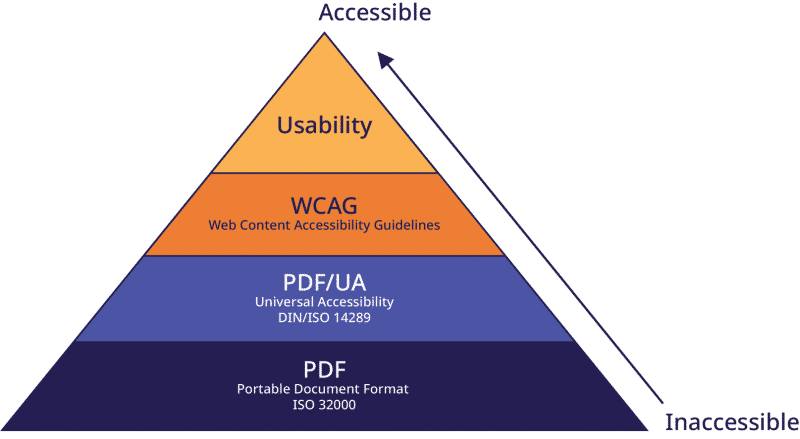 Accessible
Usability
WCAG
Web Content Accessibility Guidelines
PDF/UA
Universal Accessibility
DIN/ISO 14289
PDF
Portable Document Format
ISO 32000
Inaccessible